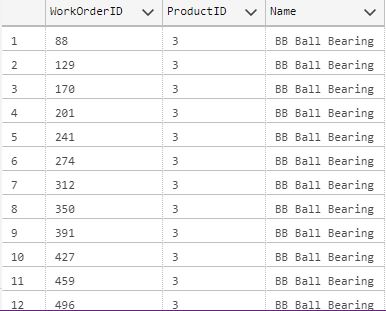 WorkOrderID ProductID Name
1 88 3 BB Ball Bearing
2 129 3 BB Ball Bearing
3 170 3 BB Ball Bearing
4 201 3 BB Ball Bearing
5 241 3 BB Ball Bearing
6 274 3 BB Ball Bearing
7 312 3 BB Ball Bearing
8 350 3 BB Ball Bearing
9 391 3 BB Ball Bearing
10 427 3 BB Ball Bearing
11 459 3 BB Ball Bearing
12 496 3 BB Ball Bearing